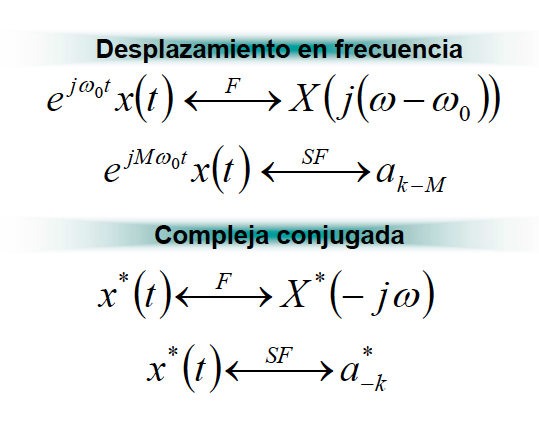 Desplazamiento en frecuencia
e^{jω₀t} x(t) ←F→ X(j(ω − ω₀))
e^{jMω₀t} x(t) ←SF→ a_{k−M}
Compleja conjugada
x^*(t) ←F→ X^*(− jω)
x^*(t) ←SF→ a^*_{−k}